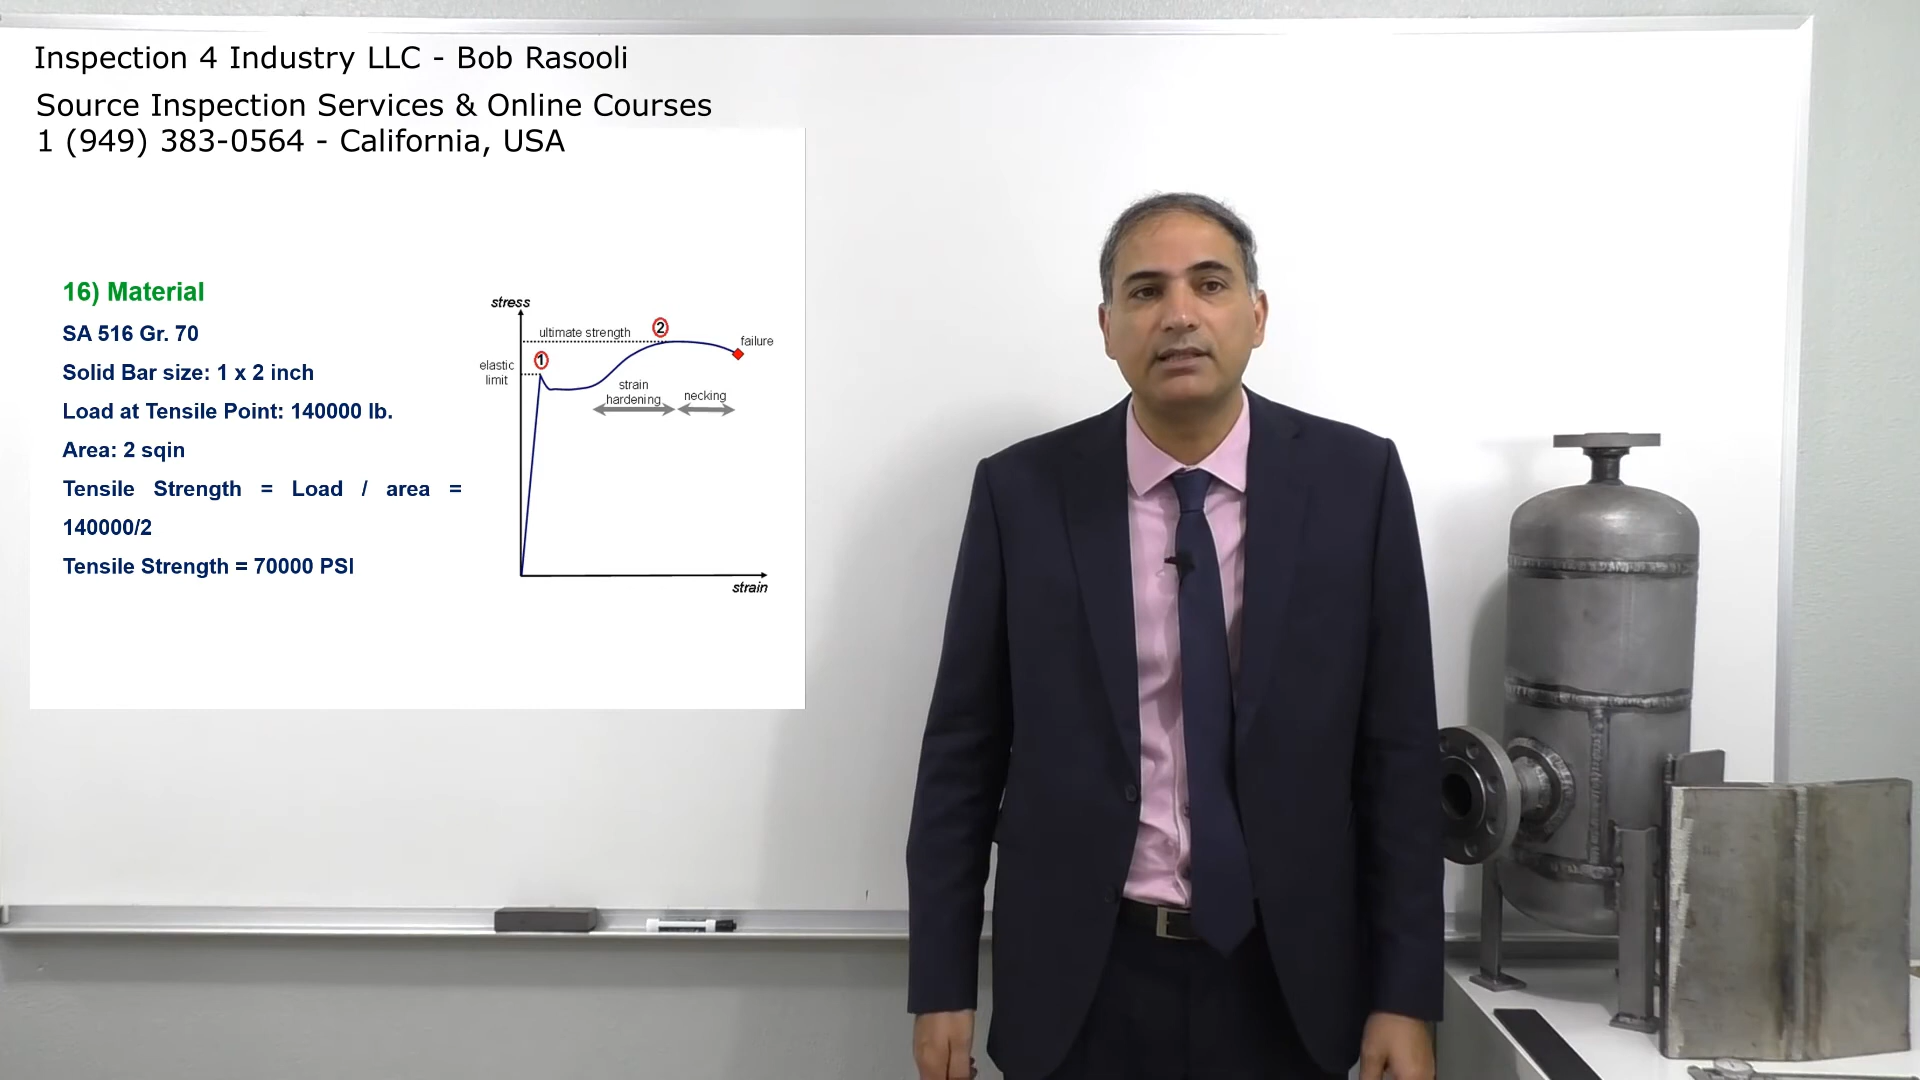 Inspection 4 Industry LLC - Bob Rasooli
Source Inspection Services & Online Courses
1 (949) 383-0564 - California, USA
16) Material
SA 516 Gr. 70
Solid Bar size: 1 x 2 inch
Load at Tensile Point: 140000 lb.
Area: 2 sqin
Tensile Strength = Load / area =
140000/2
Tensile Strength = 70000 PSI
stress
ultimate strength
2
failure
1
elastic
limit
strain
hardening
necking
strain